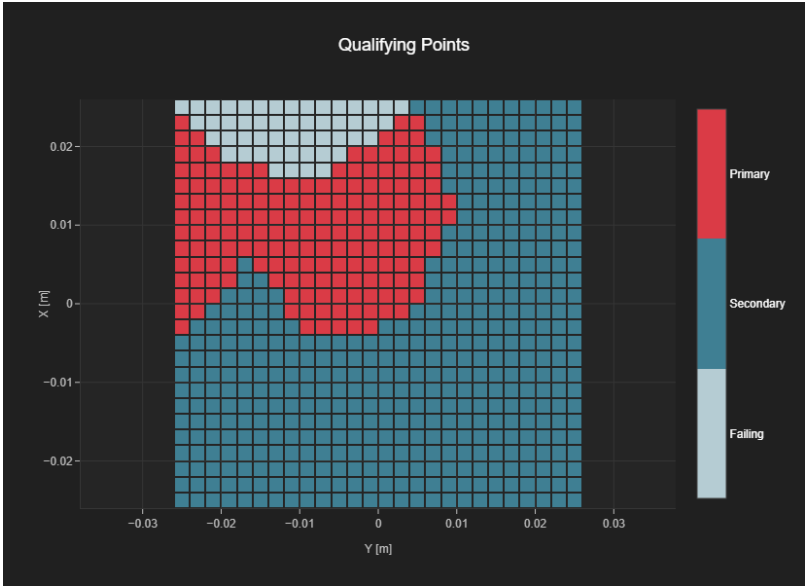 Qualifying Points
0.02
0.01
0
−0.01
−0.02
X [m]
−0.03
−0.02
−0.01
0
0.01
0.02
0.03
Y [m]
Primary
Secondary
Failing